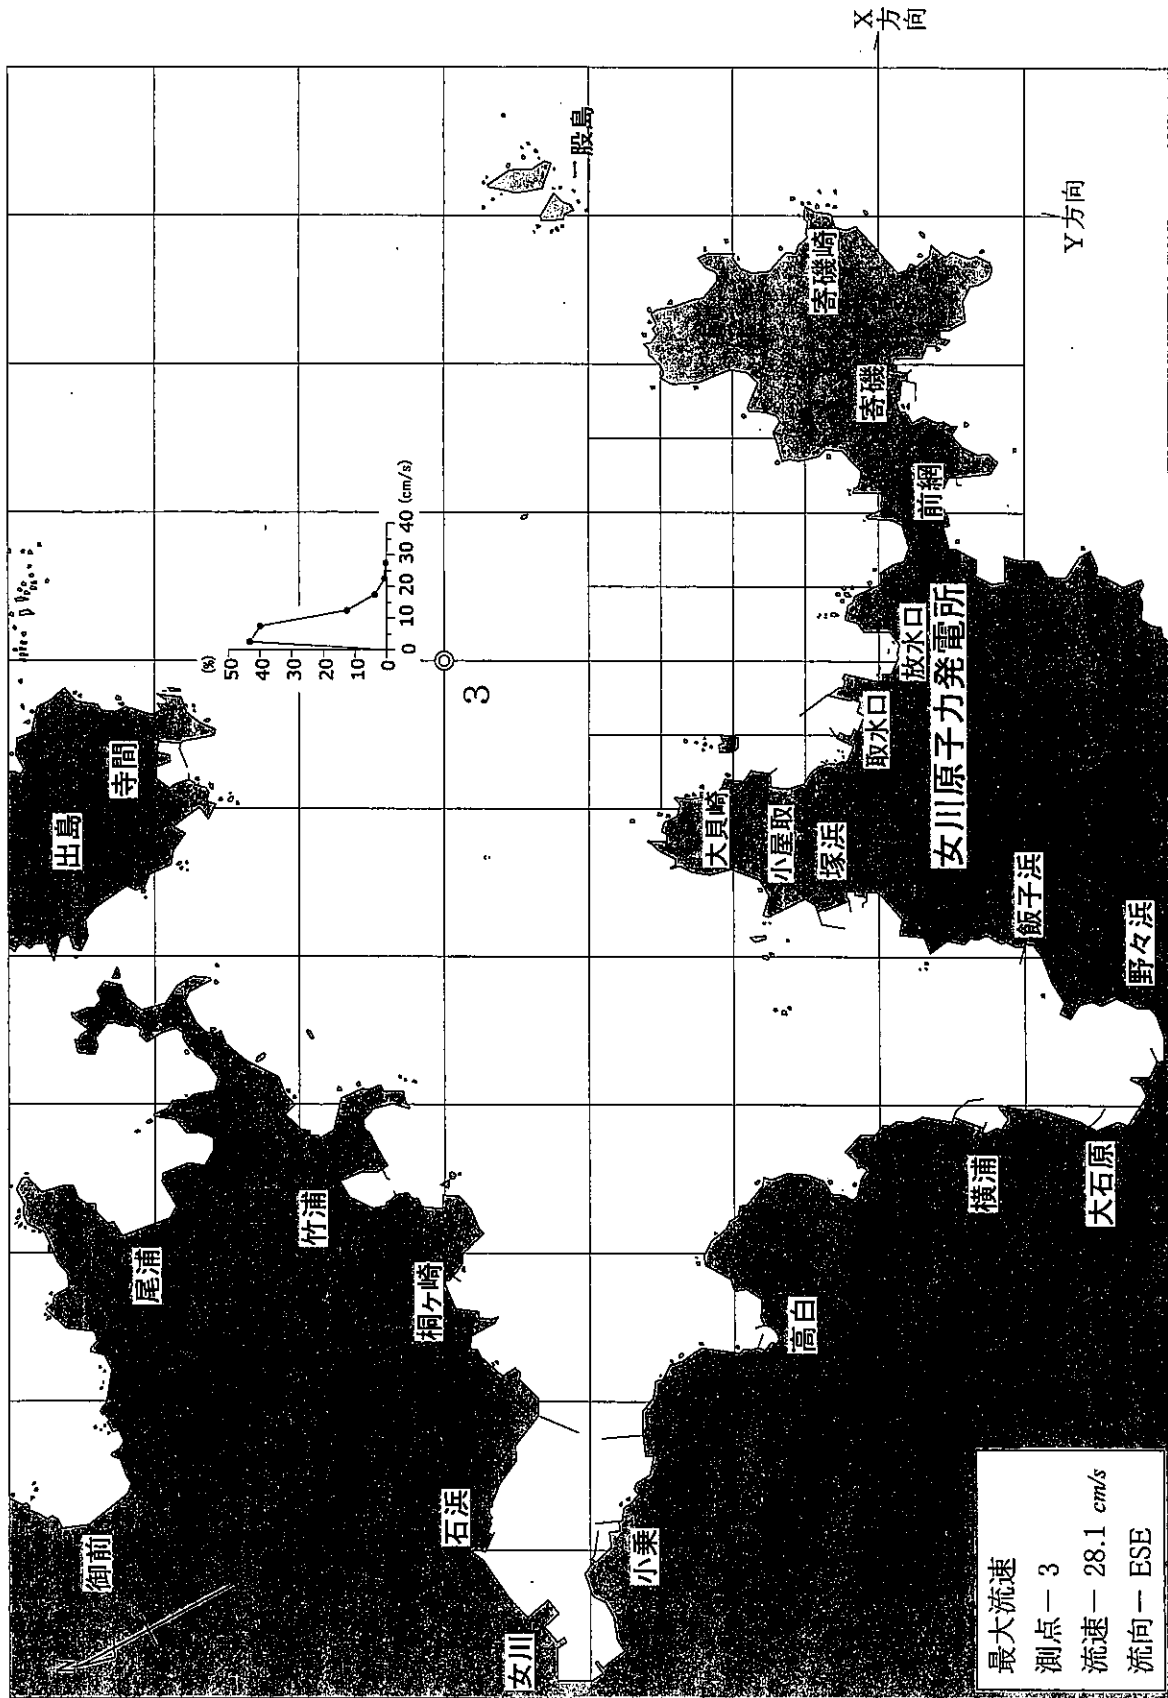 X方向
Y方向
二股島
寄磯崎
寄磯
前網
(%)
50
40
30
20
10
0
0 10 20 30 40 (cm/s)
3
出島
寺間
女川原子力発電所
放水口
取水口
大貝崎
小屋取
塚浜
飯子浜
野々浜
横浦
大石原
竹浦
尾浦
桐ヶ崎
高白
石浜
小乗
御前
女川
最大流速
測点－3
流速－28.1 cm/s
流向－ESE